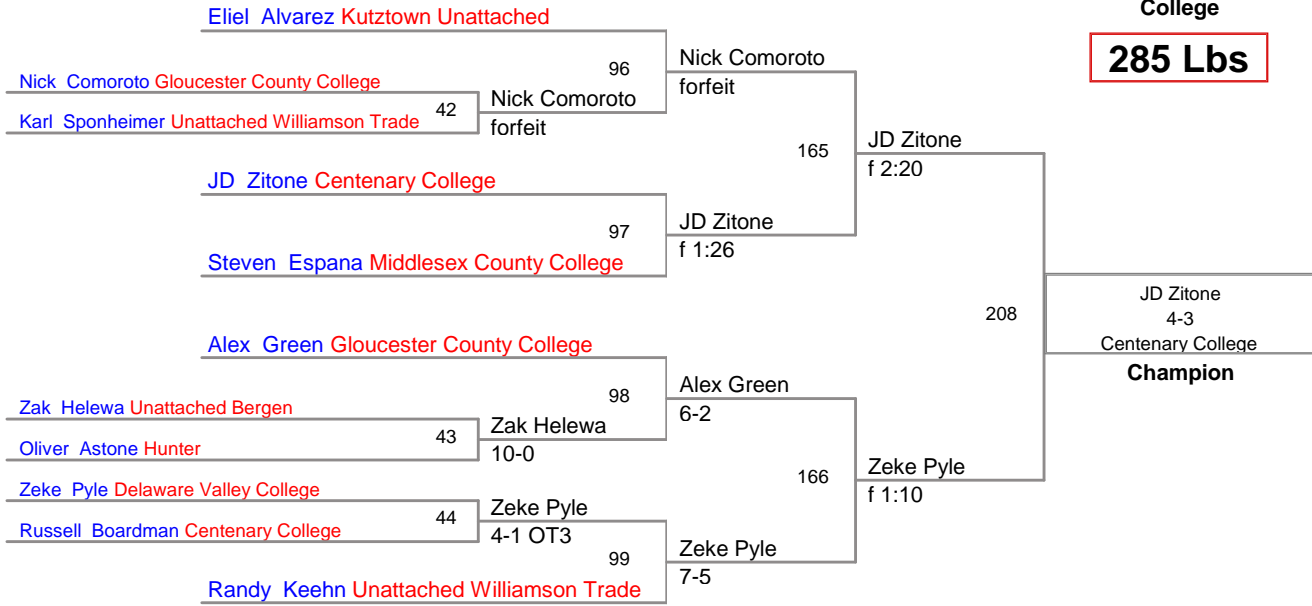 College
285 Lbs
Eliel Alvarez Kutztown Unattached
96
Nick Comoroto
forfeit
Nick Comoroto Gloucester County College
42
Nick Comoroto
forfeit
Karl Sponheimer Unattached Williamson Trade
165
JD Zitone
f 2:20
JD Zitone Centenary College
97
JD Zitone
f 1:26
Steven Espana Middlesex County College
208
JD Zitone
4-3
Centenary College
Champion
Alex Green Gloucester County College
98
Alex Green
6-2
Zak Helewa Unattached Bergen
43
Zak Helewa
10-0
Oliver Astone Hunter
166
Zeke Pyle
f 1:10
Zeke Pyle Delaware Valley College
44
Zeke Pyle
4-1 OT3
Russell Boardman Centenary College
99
Zeke Pyle
7-5
Randy Keehn Unattached Williamson Trade